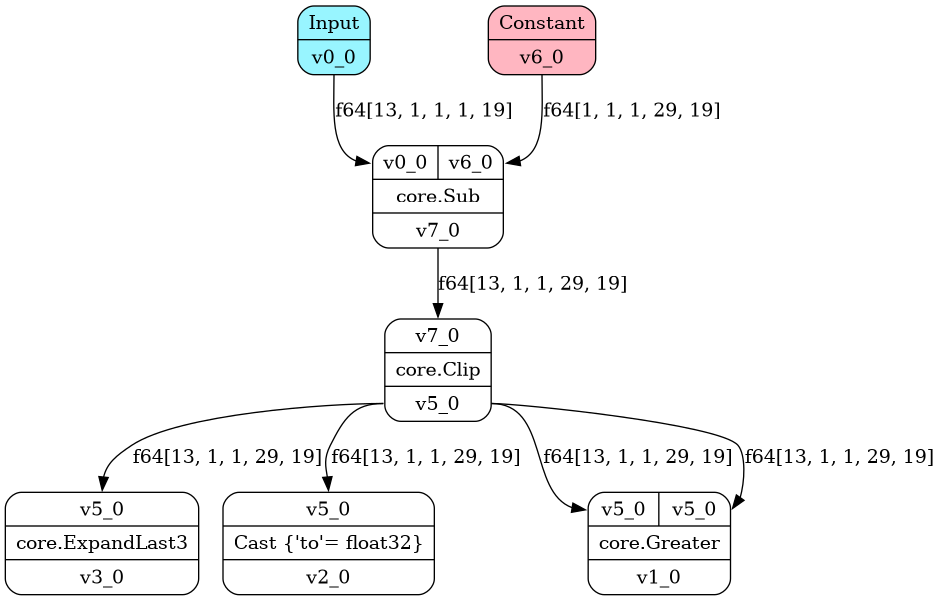 Input
v0_0
Constant
v6_0
f64[13, 1, 1, 1, 19]
f64[1, 1, 1, 29, 19]
v0_0 v6_0
core.Sub
v7_0
f64[13, 1, 1, 29, 19]
v7_0
core.Clip
v5_0
f64[13, 1, 1, 29, 19]
f64[13, 1, 1, 29, 19]
f64[13, 1, 1, 29, 19]
f64[13, 1, 1, 29, 19]
v5_0
core.ExpandLast3
v3_0
v5_0
Cast {'to'= float32}
v2_0
v5_0 v5_0
core.Greater
v1_0